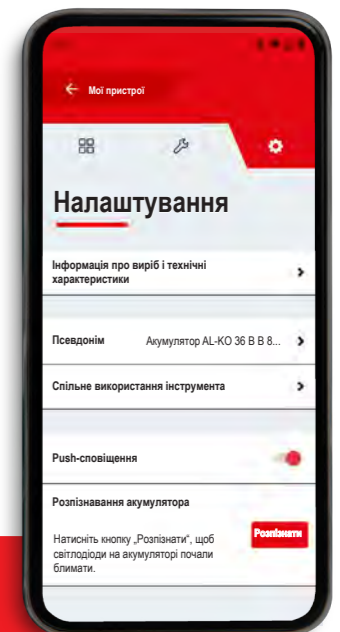 Мої пристрої
Налаштування
Інформація про виріб і технічні
характеристики
Псевдонім Акумулятор AL-KO 36 В В 8...
Спільне використання інструмента
Push-сповіщення
Розпізнавання акумулятора
Натисніть кнопку „Розпізнати“, щоб
світлодіоди на акумуляторі почали
блимати.
Розпізнати